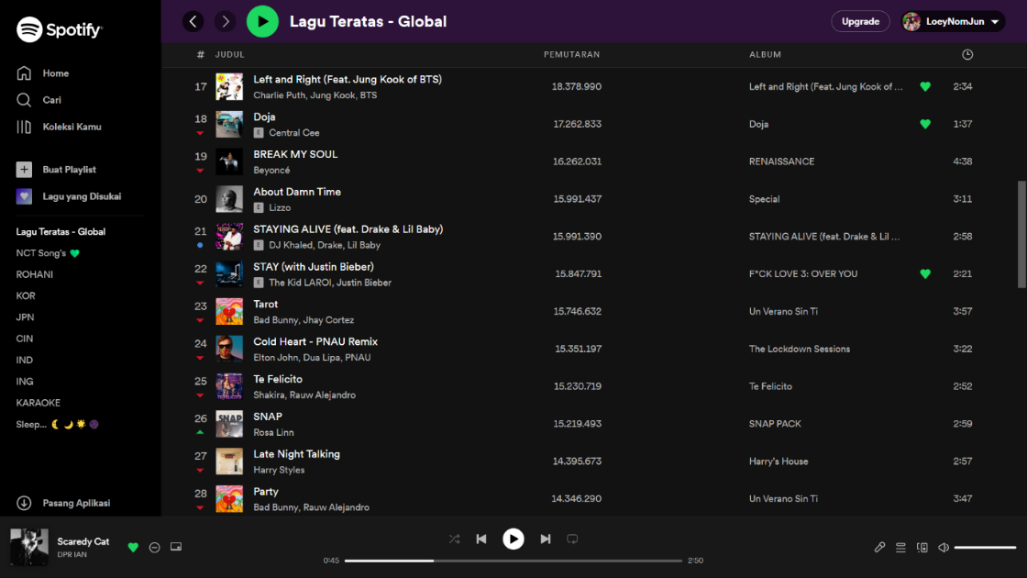 Spotify
Home
Cari
Koleksi Kamu
Buat Playlist
Lagu yang Disukai
Lagu Teratas - Global
NCT Song's
ROHANI
KOR
JPN
CIN
IND
ING
KARAOKE
Sleep...
Pasang Aplikasi
Lagu Teratas - Global
Upgrade
LoeyNomJun
# JUDUL PEMUTARAN ALBUM
17 Left and Right (Feat. Jung Kook of BTS) 18.378.990 Left and Right (Feat. Jung Kook of ... 2:34
Charlie Puth, Jung Kook, BTS
18 Doja 17.262.833 Doja 1:37
E Central Cee
19 BREAK MY SOUL 16.262.031 RENAISSANCE 4:38
Beyoncé
20 About Damn Time 15.991.437 Special 3:11
E Lizzo
21 STAYING ALIVE (feat. Drake & Lil Baby) 15.991.390 STAYING ALIVE (feat. Drake & Lil ... 2:58
E DJ Khaled, Drake, Lil Baby
22 STAY (with Justin Bieber) 15.847.791 F*CK LOVE 3: OVER YOU 2:21
E The Kid LAROI, Justin Bieber
23 Tarot 15.746.632 Un Verano Sin Ti 3:57
Bad Bunny, Jhay Cortez
24 Cold Heart - PNAU Remix 15.351.197 The Lockdown Sessions 3:22
Elton John, Dua Lipa, PNAU
25 Te Felicito 15.230.719 Te Felicito 2:52
Shakira, Rauw Alejandro
26 SNAP 15.219.493 SNAP PACK 2:59
Rosa Linn
27 Late Night Talking 14.395.673 Harry's House 2:57
Harry Styles
28 Party 14.346.290 Un Verano Sin Ti 3:47
Bad Bunny, Rauw Alejandro
Scaredy Cat
DPR IAN
0:45
2:50